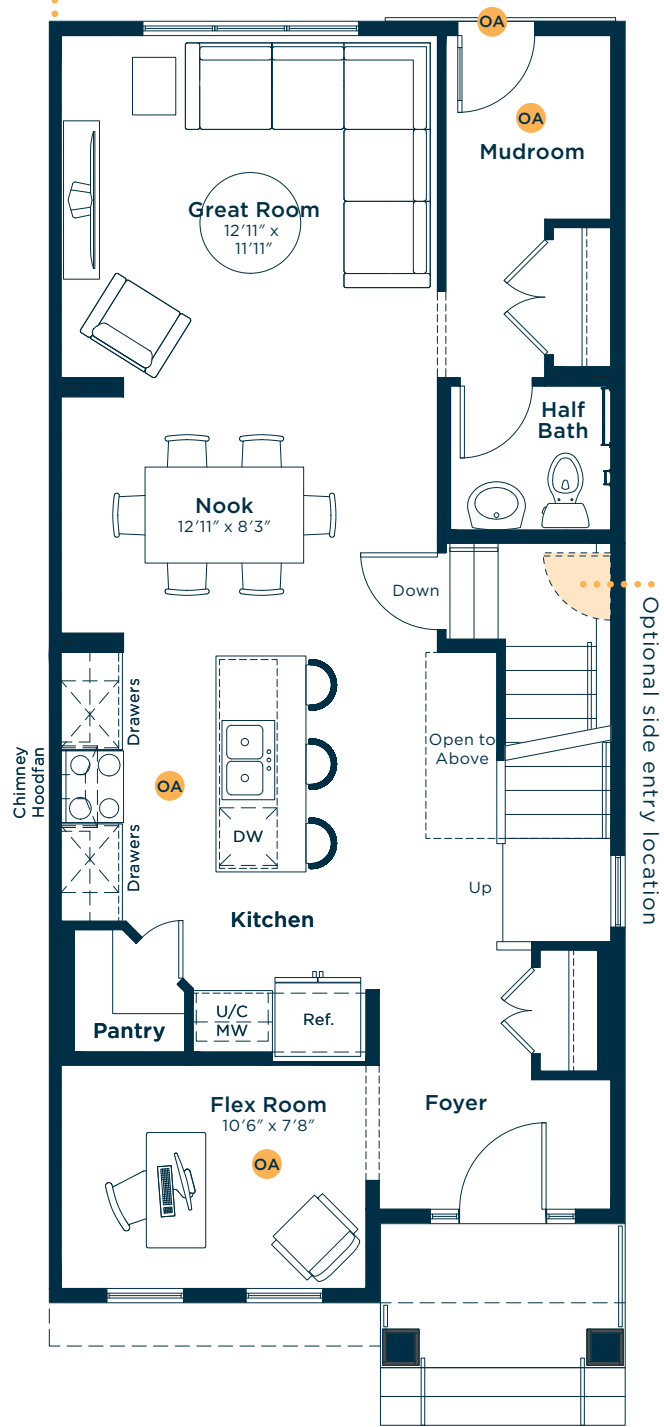 OA
OA
Mudroom
Great Room
12'11" x
11'11"
Half
Bath
Nook
12'11" x 8'3"
Down
Optional side entry location
Drawers
Open to
Above
Chimney
Hoodfan
OA
DW
Drawers
Up
Kitchen
Pantry
U/C
MW
Ref.
Flex Room
10'6" x 7'8"
Foyer
OA